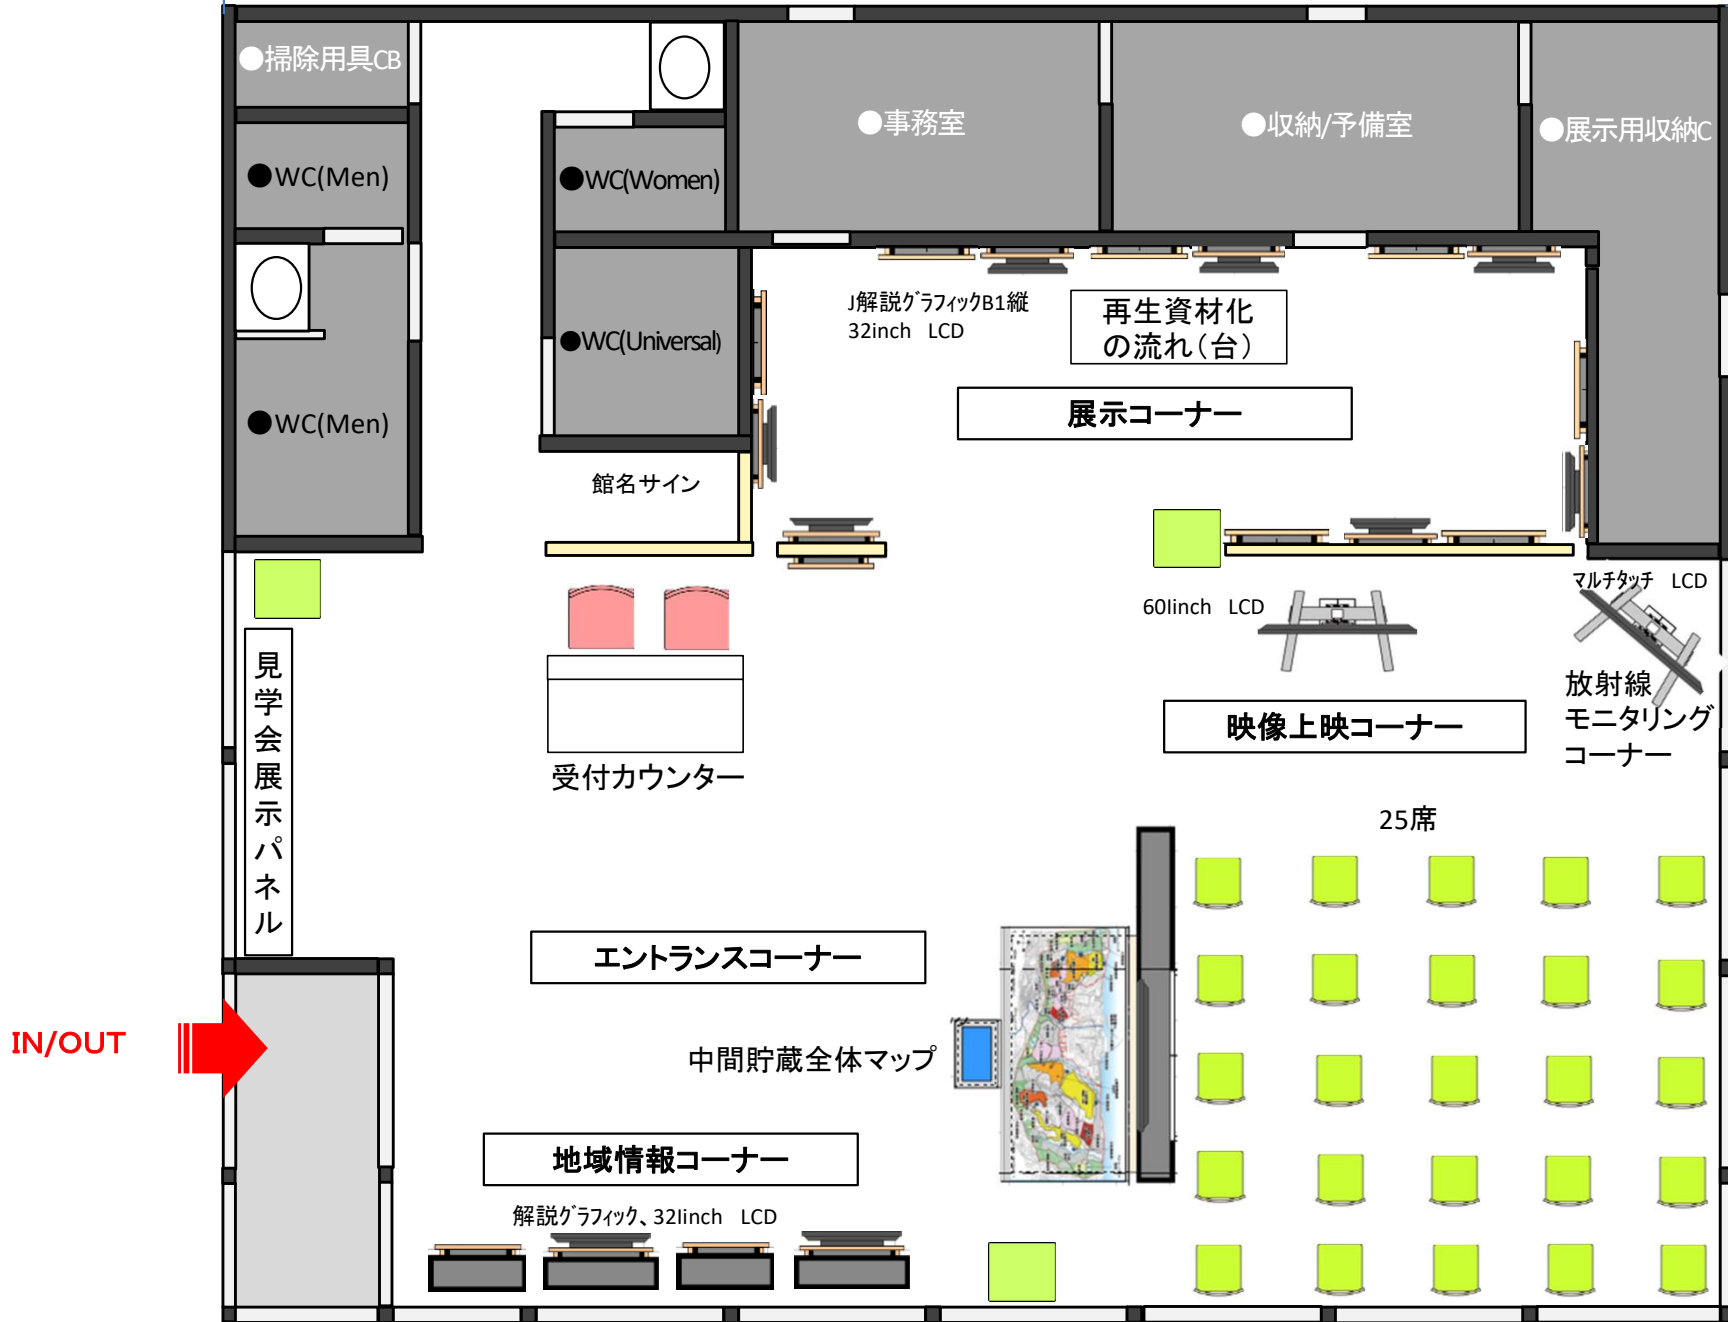 ●掃除用具CB
●WC(Men)
●WC(Women)
●事務室
●収納/予備室
●展示用収納C
●WC(Universal)
●WC(Men)
J解説グラフィックB1縦
32inch LCD
再生資材化
の流れ(台)
展示コーナー
館名サイン
マルチタッチ LCD
60Iinch LCD
見学会展示パネル
受付カウンター
映像上映コーナー
放射線
モニタリング
コーナー
25席
エントランスコーナー
IN/OUT
中間貯蔵全体マップ
地域情報コーナー
解説グラフィック、32Iinch LCD